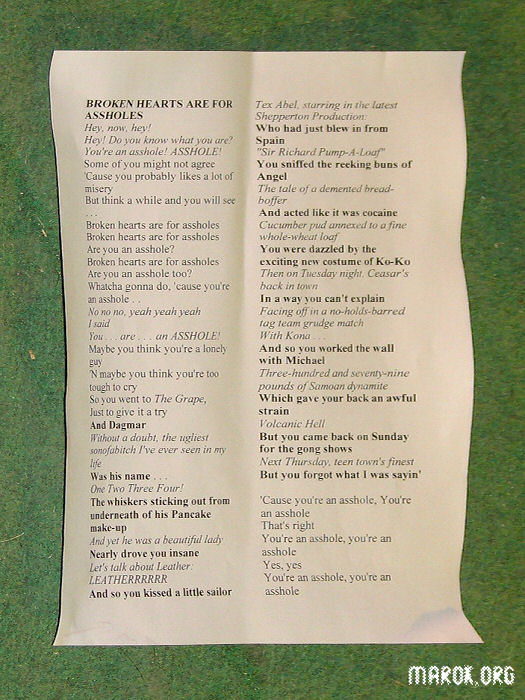 BROKEN HEARTS ARE FOR
ASSHOLES
Hey, now, hey!
Hey! Do you know what you are?
You're an asshole! ASSHOLE!
Some of you might not agree
'Cause you probably likes a lot of
misery
But think a while and you will see
. . .
Broken hearts are for assholes
Broken hearts are for assholes
Are you an asshole?
Broken hearts are for assholes
Are you an asshole too?
Whatcha gonna do, 'cause you're
an asshole . .
No no no, yeah yeah yeah
I said
You . . . are . . . an ASSHOLE!
Maybe you think you're a lonely
guy
'N maybe you think you're too
tough to cry
So you went to The Grape,
Just to give it a try
And Dagmar
Without a doubt, the ugliest
sonofabitch I've ever seen in my
life
Was his name . . .
One Two Three Four!
The whiskers sticking out from
underneath of his Pancake
make-up
And yet he was a beautiful lady
Nearly drove you insane
Let's talk about Leather:
LEATHERRRRRR
And so you kissed a little sailor
Tex Abel, starring in the latest
Shepperton Production:
Who had just blew in from
Spain
"Sir Richard Pump-A-Loaf"
You sniffed the reeking buns of
Angel
The tale of a demented bread-
boffer
And acted like it was cocaine
Cucumber pud annexed to a fine
whole-wheat loaf
You were dazzled by the
exciting new costume of Ko-Ko
Then on Tuesday night, Ceasar's
back in town
In a way you can't explain
Facing off in a no-holds-barred
tag team grudge match
With Kona . . .
And so you worked the wall
with Michael
Three-hundred and seventy-nine
pounds of Samoan dynamite
Which gave your back an awful
strain
Volcanic Hell
But you came back on Sunday
for the gong shows
Next Thursday, teen town's finest
But you forgot what I was sayin'
'Cause you're an asshole, You're
an asshole
That's right
You're an asshole, you're an
asshole
Yes, yes
You're an asshole, you're an
asshole
MAROK.ORG